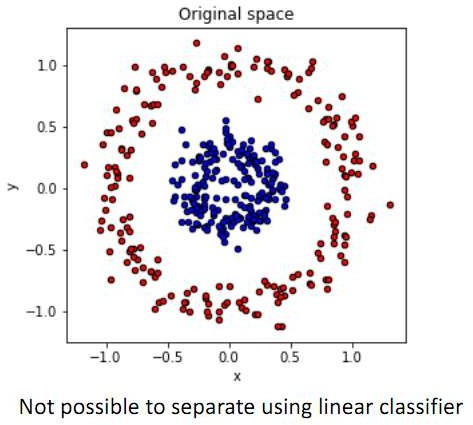 Original space
1.0
0.5
0.0
−0.5
−1.0
y
−1.0 −0.5 0.0 0.5 1.0
x
Not possible to separate using linear classifier